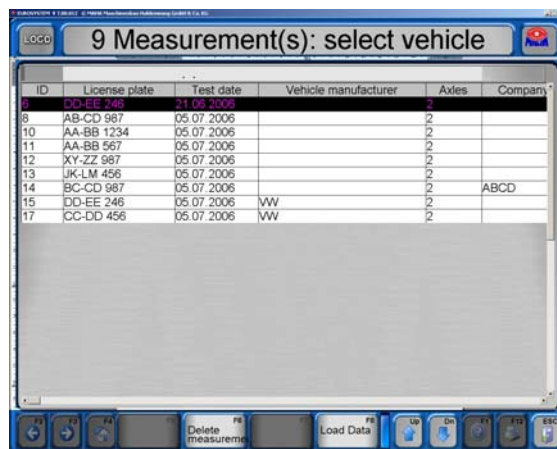 LOGO
9 Measurement(s): select vehicle
ID License plate Test date Vehicle manufacturer Axles Company
6 DD-EE 246 21.06.2006 2
8 AB-CD 987 05.07.2006 2
10 AA-BB 1234 05.07.2006 2
11 AA-BB 567 05.07.2006 2
12 XY-ZZ 987 05.07.2006 2
13 JK-LM 456 05.07.2006 2
14 BC-CD 987 05.07.2006 2 ABCD
15 DD-EE 246 05.07.2006 VW 2
17 CC-DD 456 05.07.2006 VW 2
F2 F3 F4 F6 F8 Up Dn F1 F12 ESC
Delete Load Data
measureme